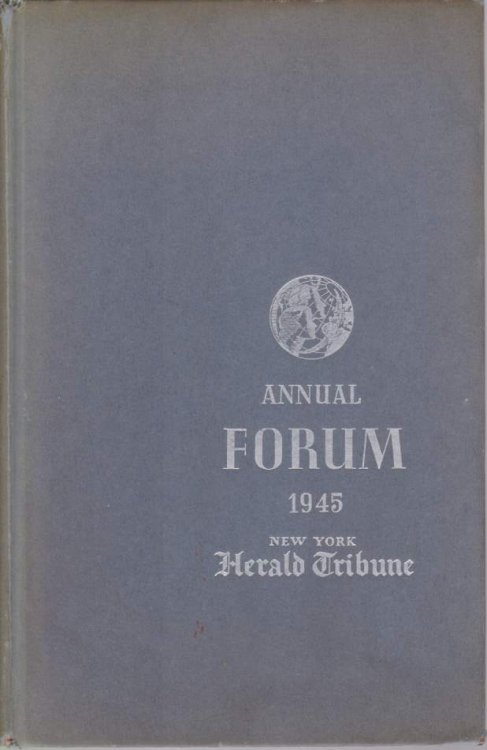 ANNUAL
FORUM
1945
NEW YORK
Herald Tribune